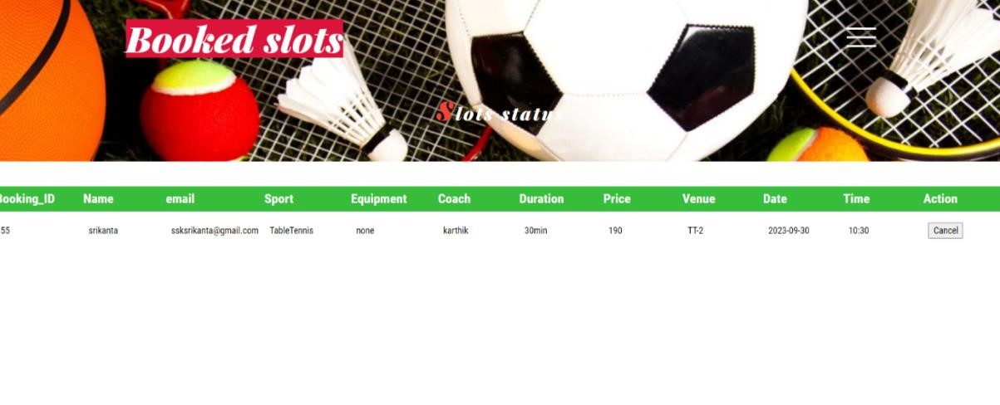 Booked slots
Slots status
Booking_ID Name email Sport Equipment Coach Duration Price Venue Date Time Action
55 srikanta ssksrikanta@gmail.com TableTennis none karthik 30min 190 TT-2 2023-09-30 10:30 Cancel